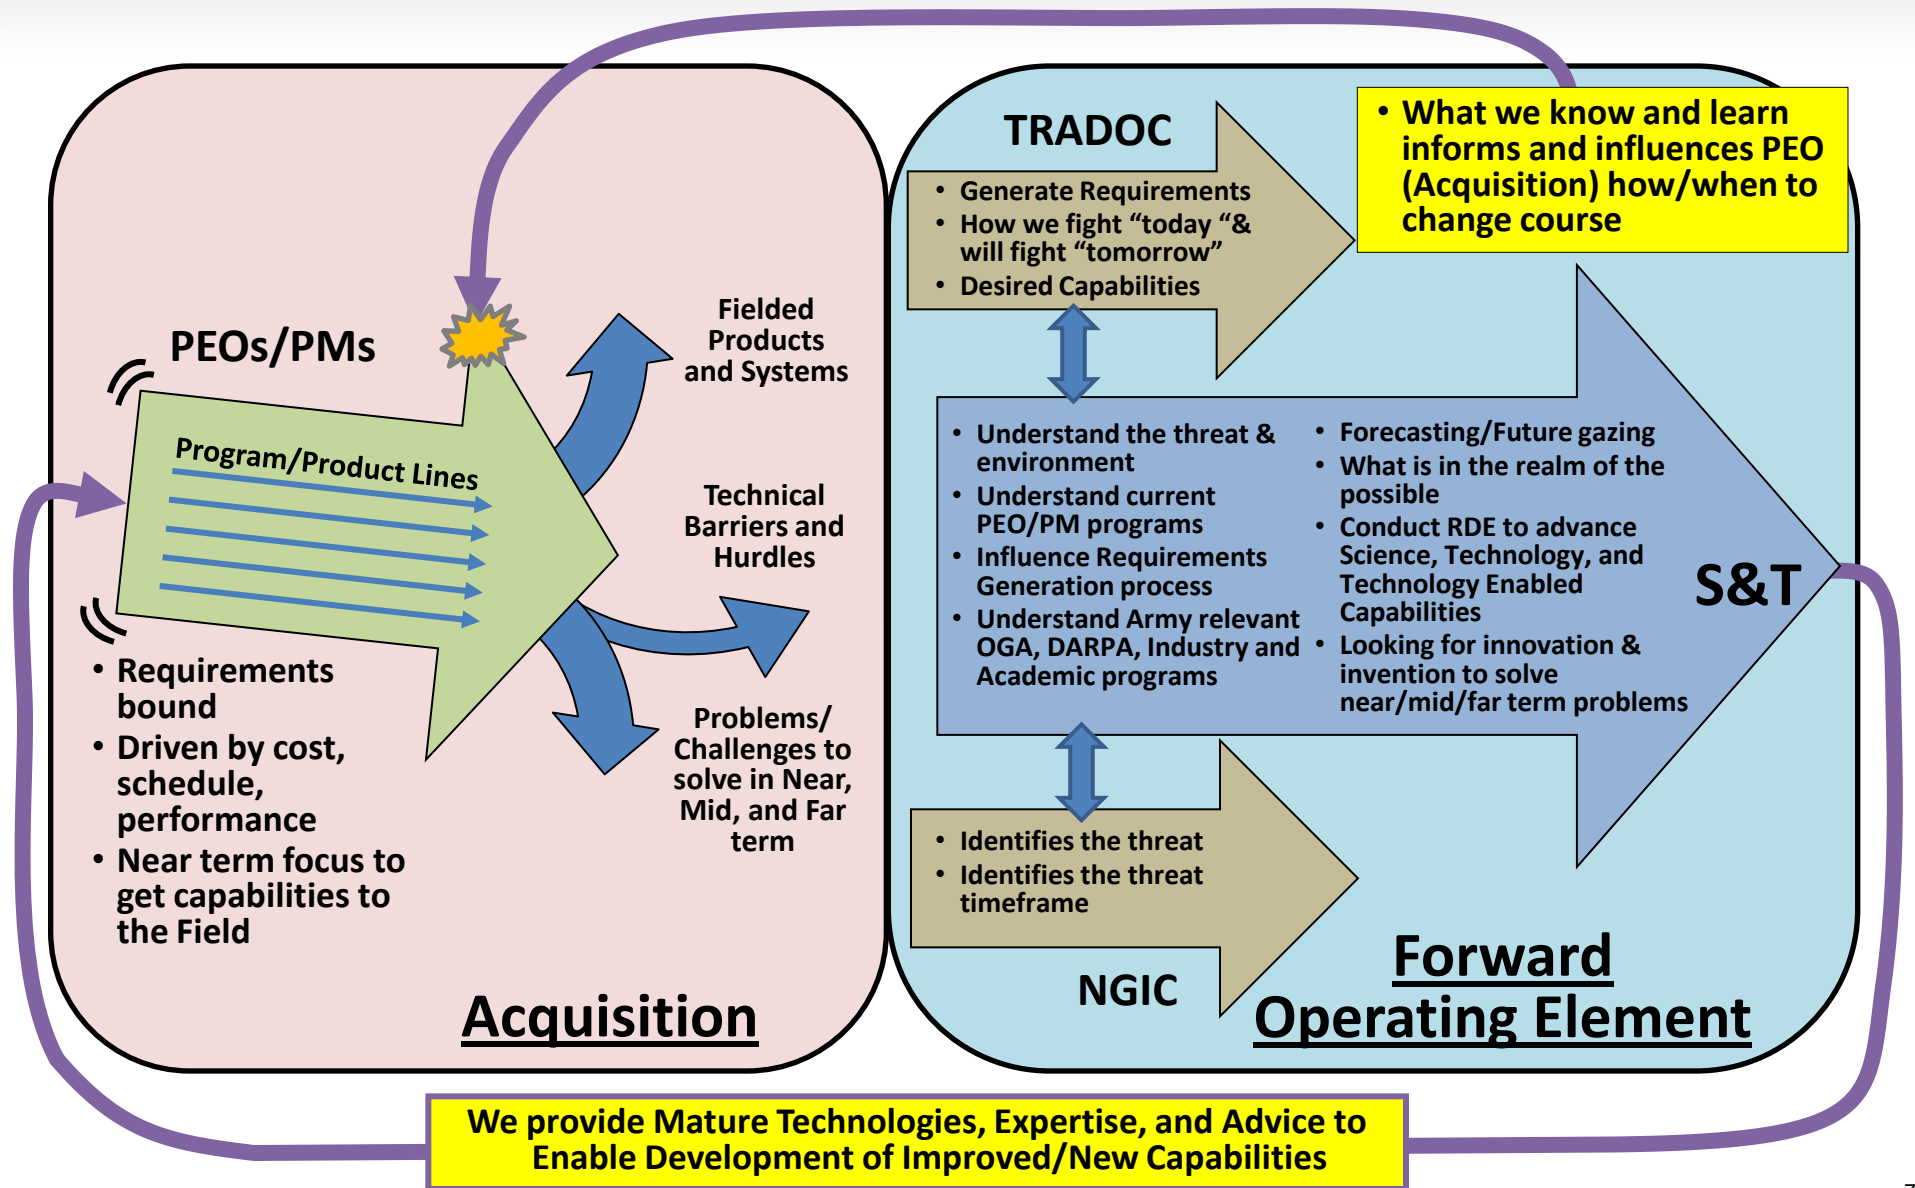 PEOs/PMs
Program/Product Lines
• Requirements
bound
• Driven by cost,
schedule,
performance
• Near term focus to
get capabilities to
the Field
Fielded
Products
and Systems
Technical
Barriers and
Hurdles
Problems/
Challenges to
solve in Near,
Mid, and Far
term
Acquisition
TRADOC
• Generate Requirements
• How we fight “today “&
will fight “tomorrow”
• Desired Capabilities
• What we know and learn
informs and influences PEO
(Acquisition) how/when to
change course
• Understand the threat &
environment
• Understand current
PEO/PM programs
• Influence Requirements
Generation process
• Understand Army relevant
OGA, DARPA, Industry and
Academic programs
• Forecasting/Future gazing
• What is in the realm of the
possible
• Conduct RDE to advance
Science, Technology, and
Technology Enabled
Capabilities
• Looking for innovation &
invention to solve
near/mid/far term problems
S&T
• Identifies the threat
• Identifies the threat
timeframe
NGIC
Forward
Operating Element
We provide Mature Technologies, Expertise, and Advice to
Enable Development of Improved/New Capabilities